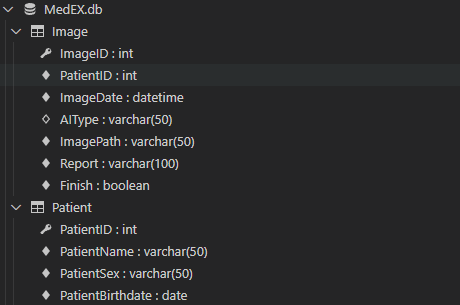 MedEX.db
Image
ImageID : int
PatientID : int
ImageDate : datetime
AIType : varchar(50)
ImagePath : varchar(50)
Report : varchar(100)
Finish : boolean
Patient
PatientID : int
PatientName : varchar(50)
PatientSex : varchar(50)
PatientBirthdate : date